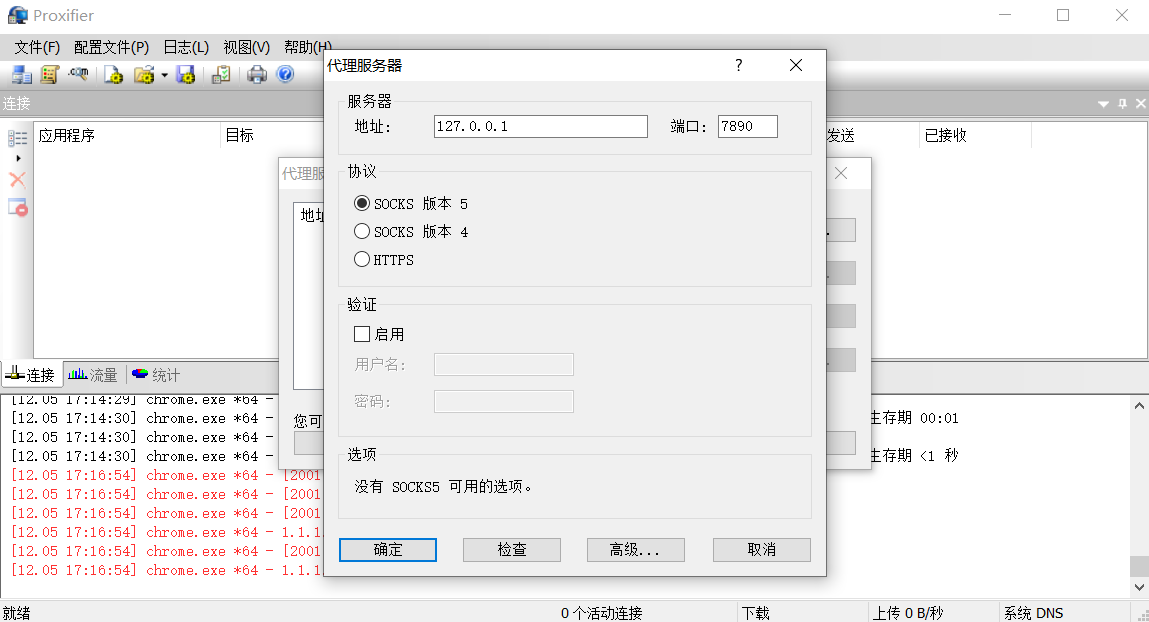 Proxifier
文件(F) 配置文件(P) 日志(L) 视图(V) 帮助(H)
连接
应用程序 目标 发送 已接收
代理服
地址
您可
代理服务器 ?
服务器
地址: 127.0.0.1 端口: 7890
协议
SOCKS 版本 5
SOCKS 版本 4
HTTPS
验证
启用
用户名:
密码:
选项
没有 SOCKS5 可用的选项。
确定 检查 高级... 取消
连接 流量 统计
[12.05 17:14:29] chrome.exe *64 -
[12.05 17:14:30] chrome.exe *64 - 生存期 00:01
[12.05 17:14:30] chrome.exe *64 -
[12.05 17:14:30] chrome.exe *64 - 生存期 <1 秒
[12.05 17:16:54] chrome.exe *64 - [2001
[12.05 17:16:54] chrome.exe *64 - [2001
[12.05 17:16:54] chrome.exe *64 - [2001
[12.05 17:16:54] chrome.exe *64 - 1.1.1.
[12.05 17:16:54] chrome.exe *64 - [2001
[12.05 17:16:54] chrome.exe *64 - 1.1.1.
就绪 0 个活动连接 下载 上传 0 B/秒 系统 DNS